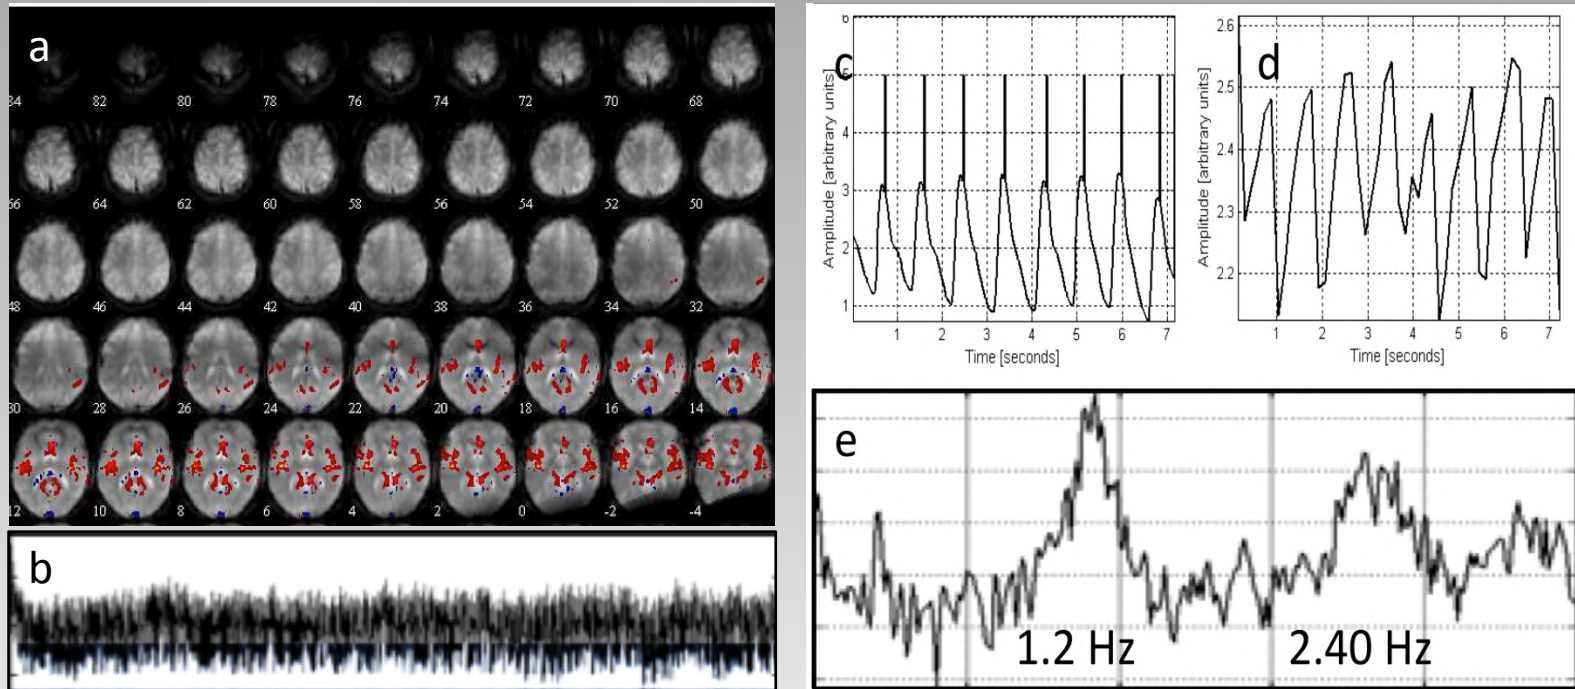 a
84 82 80 78 76 74 72 70 68
66 64 62 60 58 56 54 52 50
48 46 44 42 40 38 36 34 32
30 28 26 24 22 20 18 16 14
12 10 8 6 4 2 0 -2 -4
b
c
Amplitude [arbitrary units]
6
5
4
3
2
1
1 2 3 4 5 6 7
Time [seconds]
d
Amplitude [arbitrary units]
2.6
2.5
2.4
2.3
2.2
1 2 3 4 5 6 7
Time [seconds]
e
1.2 Hz 2.40 Hz